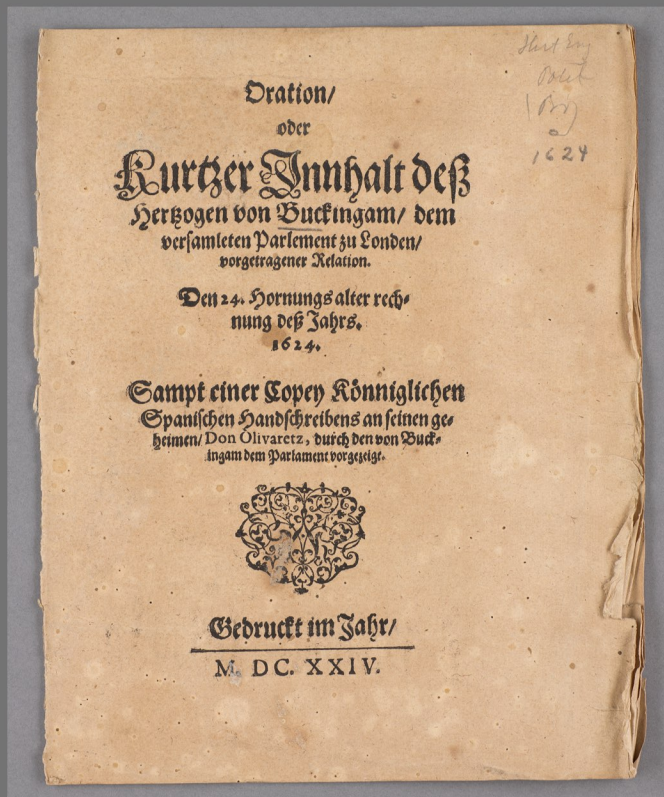 Oration/
oder
Kurtzer Innhalt deß
Hertzogen von Buckingam/ dem
versamleten Parlement zu Londen/
vorgetragener Relation.
Den 24. Hornungs alter rech-
nung deß Jahrs.
1624.
Sampt einer Copey Könniglichen
Spanischen Handschreibens an seinen ge-
heimen/ Don Olivaretz, durch den von Buck-
ingam dem Parlament vorgezeigt.
Gedruckt im Jahr/
M. DC. XXIV.
1624